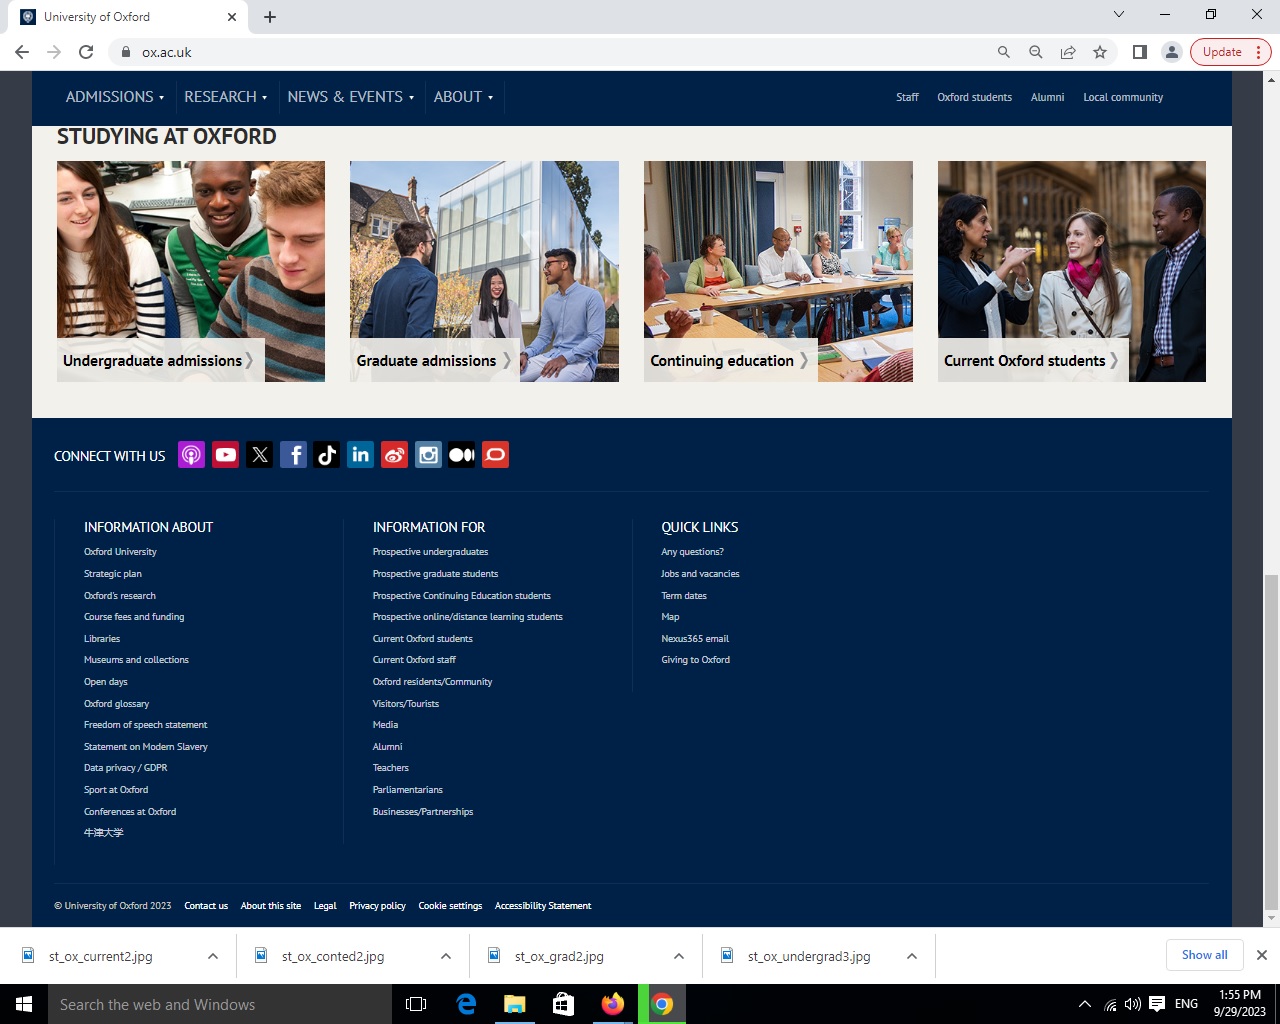 University of Oxford
ox.ac.uk
Update
ADMISSIONS
RESEARCH
NEWS & EVENTS
ABOUT
Staff
Oxford students
Alumni
Local community
STUDYING AT OXFORD
Undergraduate admissions
Graduate admissions
Continuing education
Current Oxford students
CONNECT WITH US
INFORMATION ABOUT
Oxford University
Strategic plan
Oxford's research
Course fees and funding
Libraries
Museums and collections
Open days
Oxford glossary
Freedom of speech statement
Statement on Modern Slavery
Data privacy / GDPR
Sport at Oxford
Conferences at Oxford
牛津大学
INFORMATION FOR
Prospective undergraduates
Prospective graduate students
Prospective Continuing Education students
Prospective online/distance learning students
Current Oxford students
Current Oxford staff
Oxford residents/Community
Visitors/Tourists
Media
Alumni
Teachers
Parliamentarians
Businesses/Partnerships
QUICK LINKS
Any questions?
Jobs and vacancies
Term dates
Map
Nexus365 email
Giving to Oxford
© University of Oxford 2023
Contact us
About this site
Legal
Privacy policy
Cookie settings
Accessibility Statement
st_ox_current2.jpg
st_ox_conted2.jpg
st_ox_grad2.jpg
st_ox_undergrad3.jpg
Show all
Search the web and Windows
ENG
1:55 PM
9/29/2023